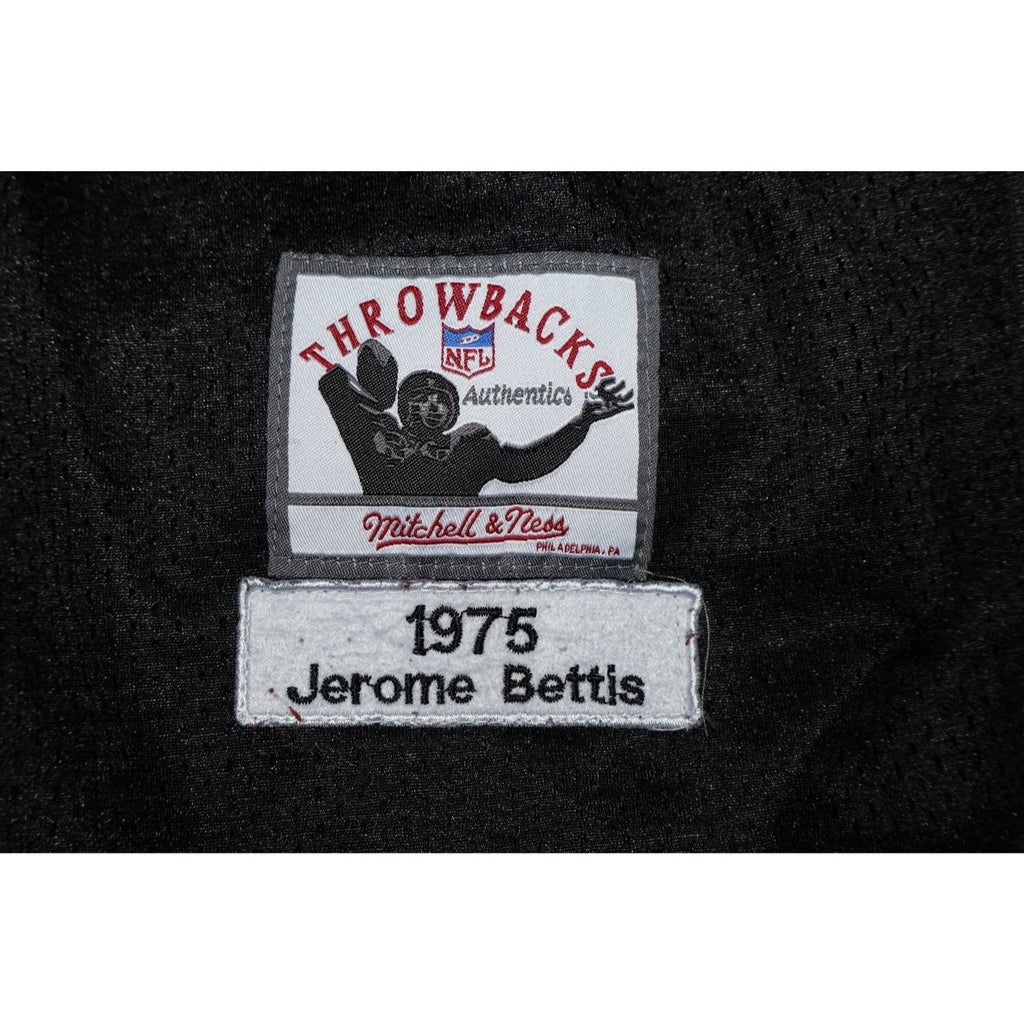 THROWBACKS
NFL
Authentics
Mitchell & Ness
PHILADELPHIA, PA
1975
Jerome Bettis